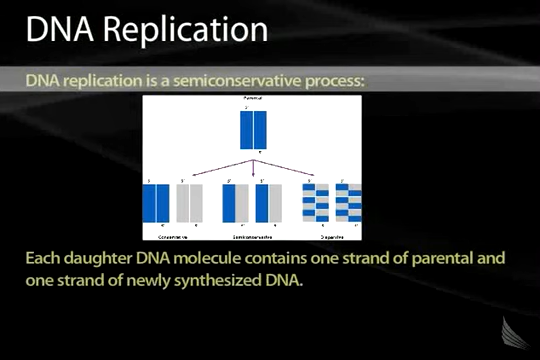 DNA Replication
DNA replication is a semiconservative process:
Parental
Conservative
Semiconservative
Dispersive
Each daughter DNA molecule contains one strand of parental and
one strand of newly synthesized DNA.